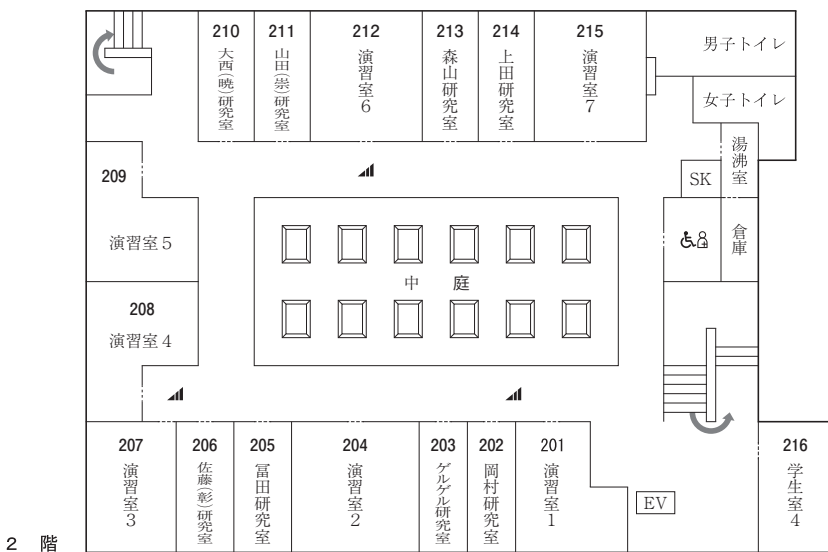 210
大西(暁)研究室
211
山田(崇)研究室
212
演習室6
213
森山研究室
214
上田研究室
215
演習室7
男子トイレ
女子トイレ
湯沸室
SK
倉庫
209
演習室5
中庭
208
演習室4
207
演習室3
206
佐藤(彰)研究室
205
冨田研究室
204
演習室2
203
ゲルゲル研究室
202
岡村研究室
201
演習室1
EV
216
学生室4
2 階